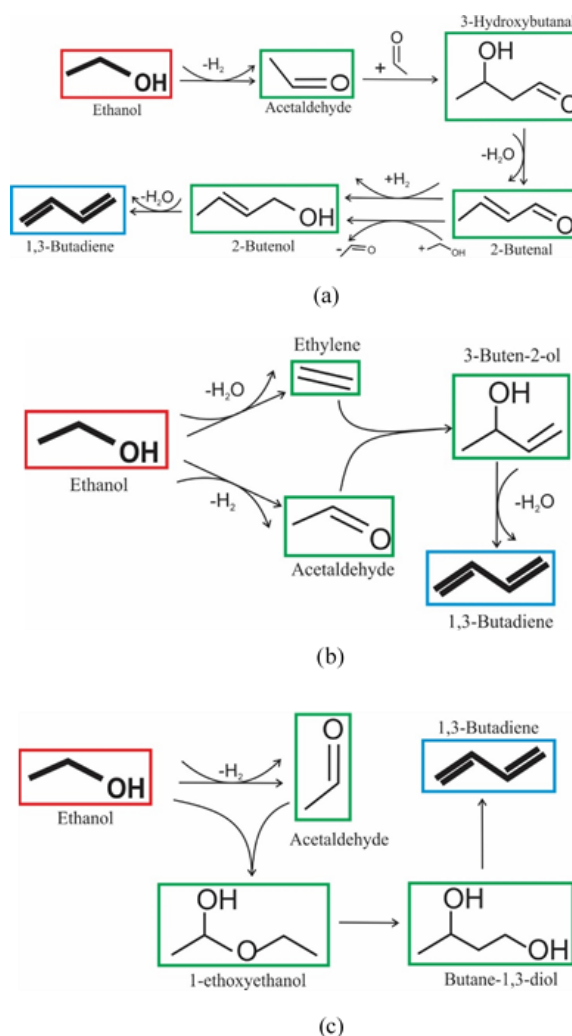 3-Hydroxybutana
OH
-H₂
OH
O
+
O
O
Ethanol
Acetaldehyde
-H₂O
-H₂O
+H₂
OH
O
1,3-Butadiene
2-Butenol
-
O
+
OH
2-Butenal
(a)
Ethylene
3-Buten-2-ol
-H₂O
OH
OH
Ethanol
-H₂
-H₂O
O
Acetaldehyde
1,3-Butadiene
(b)
O
1,3-Butadiene
-H₂
OH
Ethanol
Acetaldehyde
OH
OH
O
OH
1-ethoxyethanol
Butane-1,3-diol
(c)